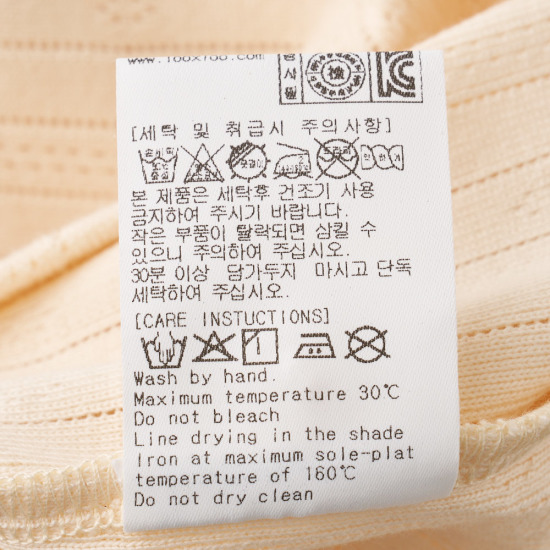 [세탁 및 취급시 주의사항]
본 제품은 세탁후 건조기 사용
금지하여 주시기 바랍니다.
작은 부품이 탈락되면 삼킬 수
있으니 주의하여 주십시오.
30분 이상 담가두지 마시고 단독
세탁하여 주십시오.
[CARE INSTUCTIONS]
Wash by hand.
Maximum temperature 30℃
Do not bleach
Line drying in the shade
Iron at maximum sole-plat
temperature of 160℃
Do not dry clean